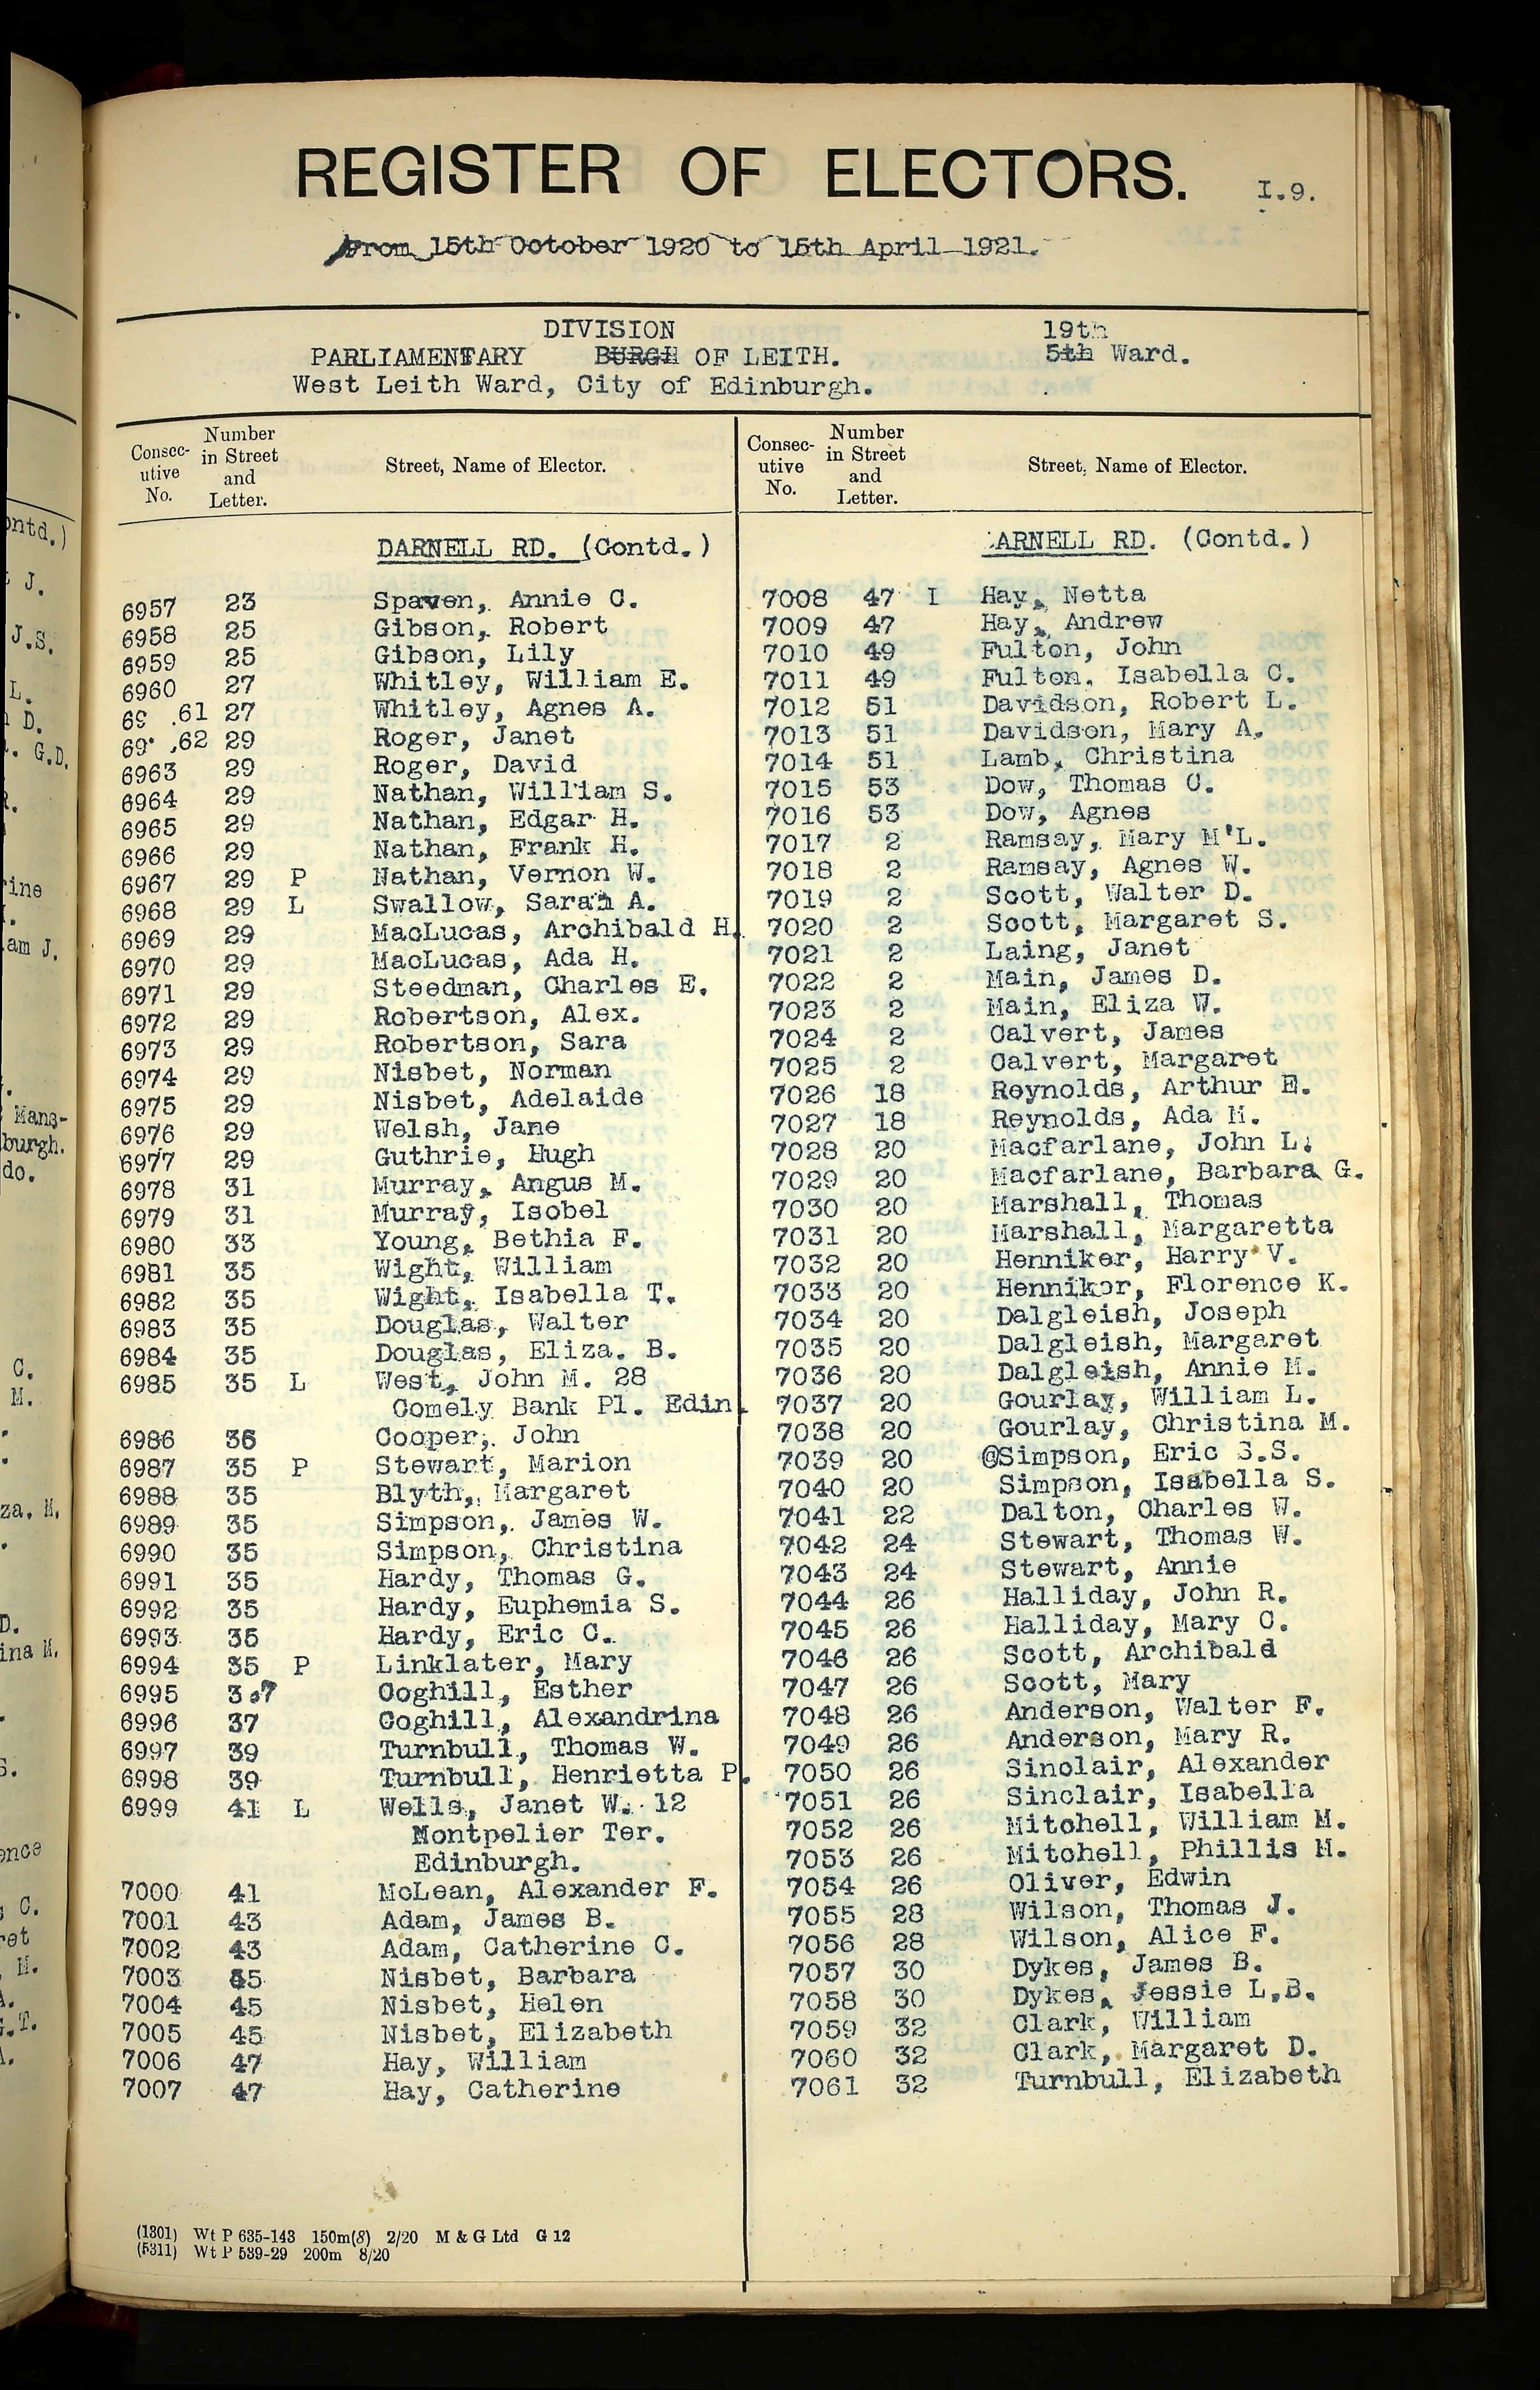 REGISTER OF ELECTORS.
I.9.
From 15th October 1920 to 15th April 1921.
DIVISION
19th
PARLIAMENTARY BURGH OF LEITH.
5th Ward.
West Leith Ward, City of Edinburgh.
Consecutive No.
Number in Street and Letter.
Street, Name of Elector.
DARNELL RD. (Contd.)
6957 23 Spaven, Annie C.
6958 25 Gibson, Robert
6959 25 Gibson, Lily
6960 27 Whitley, William E.
69 .61 27 Whitley, Agnes A.
69 .62 29 Roger, Janet
6963 29 Roger, David
6964 29 Nathan, William S.
6965 29 Nathan, Edgar H.
6966 29 Nathan, Frank H.
6967 29 P Nathan, Vernon W.
6968 29 L Swallow, Sarah A.
6969 29 MacLucas, Archibald H.
6970 29 MacLucas, Ada H.
6971 29 Steedman, Charles E.
6972 29 Robertson, Alex.
6973 29 Robertson, Sara
6974 29 Nisbet, Norman
6975 29 Nisbet, Adelaide
6976 29 Welsh, Jane
6977 29 Guthrie, Hugh
6978 31 Murray, Angus M.
6979 31 Murray, Isobel
6980 33 Young, Bethia F.
6981 35 Wight, William
6982 35 Wight, Isabella T.
6983 35 Douglas, Walter
6984 35 Douglas, Eliza. B.
6985 35 L West, John M. 28
Comely Bank Pl. Edin.
6986 35 Cooper, John
6987 35 P Stewart, Marion
6988 35 Blyth, Margaret
6989 35 Simpson, James W.
6990 35 Simpson, Christina
6991 35 Hardy, Thomas G.
6992 35 Hardy, Euphemia S.
6993 35 Hardy, Eric C.
6994 35 P Linklater, Mary
6995 3.7 Coghill, Esther
6996 37 Coghill, Alexandrina
6997 39 Turnbull, Thomas W.
6998 39 Turnbull, Henrietta P.
6999 41 L Wells, Janet W. 12
Montpelier Ter.
Edinburgh.
7000 41 McLean, Alexander F.
7001 43 Adam, James B.
7002 43 Adam, Catherine C.
7003 45 Nisbet, Barbara
7004 45 Nisbet, Helen
7005 45 Nisbet, Elizabeth
7006 47 Hay, William
7007 47 Hay, Catherine
Consecutive No.
Number in Street and Letter.
Street, Name of Elector.
ARNELL RD. (Contd.)
7008 47 I Hay, Netta
7009 47 Hay, Andrew
7010 49 Fulton, John
7011 49 Fulton, Isabella C.
7012 51 Davidson, Robert L.
7013 51 Davidson, Mary A.
7014 51 Lamb, Christina
7015 53 Dow, Thomas C.
7016 53 Dow, Agnes
7017 2 Ramsay, Mary M'L.
7018 2 Ramsay, Agnes W.
7019 2 Scott, Walter D.
7020 2 Scott, Margaret S.
7021 2 Laing, Janet
7022 2 Main, James D.
7023 2 Main, Eliza W.
7024 2 Calvert, James
7025 2 Calvert, Margaret
7026 18 Reynolds, Arthur E.
7027 18 Reynolds, Ada M.
7028 20 Macfarlane, John L.
7029 20 Macfarlane, Barbara G.
7030 20 Marshall, Thomas
7031 20 Marshall, Margaretta
7032 20 Henniker, Harry V.
7033 20 Henniker, Florence K.
7034 20 Dalgleish, Joseph
7035 20 Dalgleish, Margaret
7036 20 Dalgleish, Annie M.
7037 20 Gourlay, William L.
7038 20 Gourlay, Christina M.
7039 20 @Simpson, Eric S.S.
7040 20 Simpson, Isabella S.
7041 22 Dalton, Charles W.
7042 24 Stewart, Thomas W.
7043 24 Stewart, Annie
7044 26 Halliday, John R.
7045 26 Halliday, Mary C.
7046 26 Scott, Archibald
7047 26 Scott, Mary
7048 26 Anderson, Walter F.
7049 26 Anderson, Mary R.
7050 26 Sinclair, Alexander
7051 26 Sinclair, Isabella
7052 26 Mitchell, William M.
7053 26 Mitchell, Phillis M.
7054 26 Oliver, Edwin
7055 28 Wilson, Thomas J.
7056 28 Wilson, Alice F.
7057 30 Dykes, James B.
7058 30 Dykes, Jessie L.B.
7059 32 Clark, William
7060 32 Clark, Margaret D.
7061 32 Turnbull, Elizabeth
(1301) Wt P 635-143 150m(8) 2/20 M & G Ltd G 12
(5311) Wt P 539-29 200m 8/20